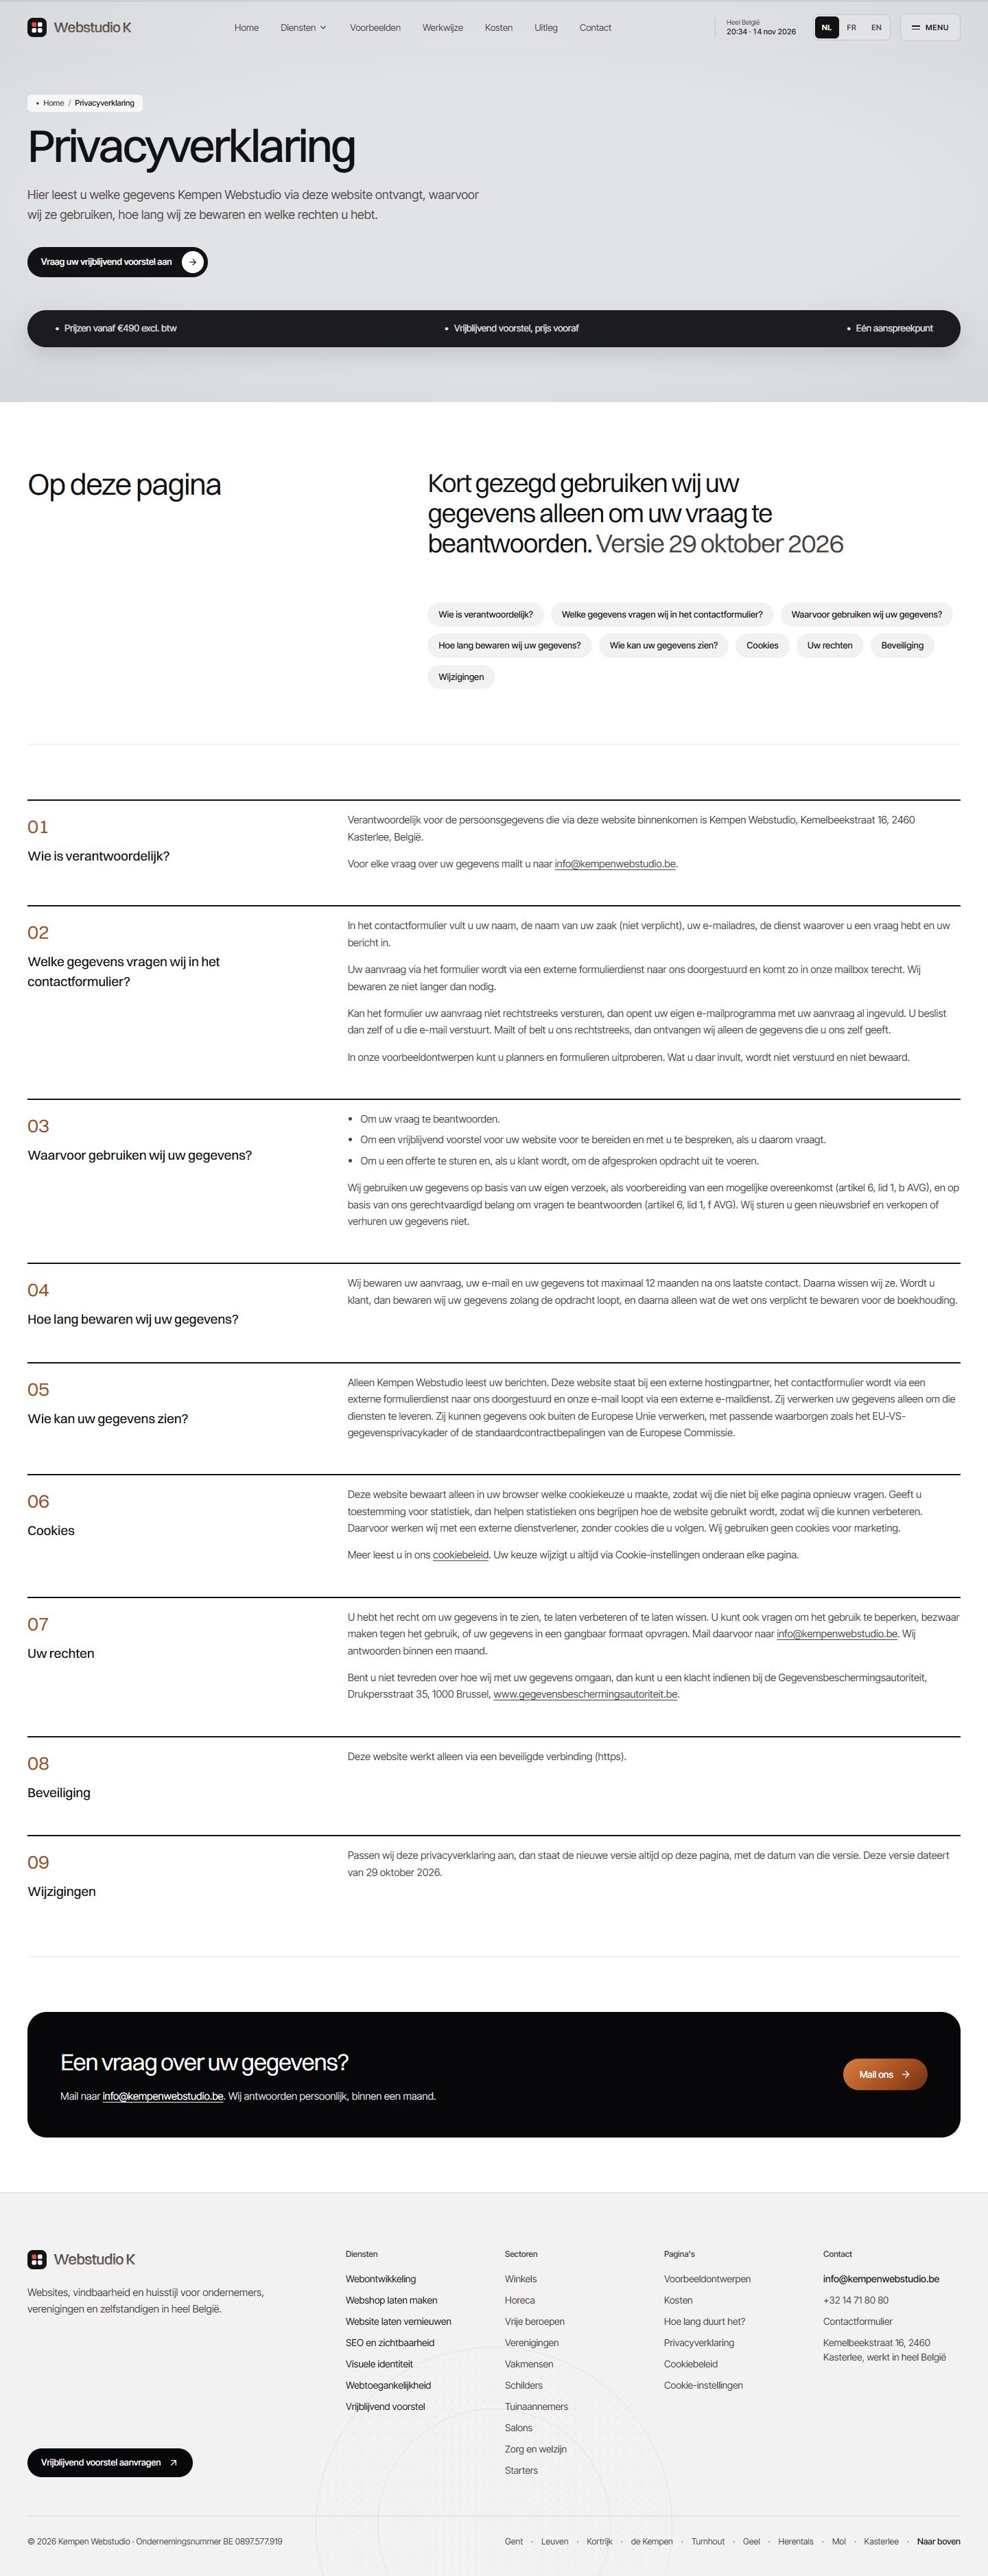 Webstudio K
Home Diensten Voorbeelden Werkwijze Kosten Uitleg Contact
Heel België
20:34 · 14 nov 2026
NL FR EN
MENU
• Home / Privacyverklaring
Privacyverklaring
Hier leest u welke gegevens Kempen Webstudio via deze website ontvangt, waarvoor
wij ze gebruiken, hoe lang wij ze bewaren en welke rechten u hebt.
Vraag uw vrijblijvend voorstel aan
• Prijzen vanaf €490 excl. btw
• Vrijblijvend voorstel, prijs vooraf
• Eén aanspreekpunt
Op deze pagina
Kort gezegd gebruiken wij uw
gegevens alleen om uw vraag te
beantwoorden. Versie 29 oktober 2026
Wie is verantwoordelijk? Welke gegevens vragen wij in het contactformulier? Waarvoor gebruiken wij uw gegevens?
Hoe lang bewaren wij uw gegevens? Wie kan uw gegevens zien? Cookies Uw rechten Beveiliging
Wijzigingen
01
Wie is verantwoordelijk?
Verantwoordelijk voor de persoonsgegevens die via deze website binnenkomen is Kempen Webstudio, Kemelbeekstraat 16, 2460
Kasterlee, België.
Voor elke vraag over uw gegevens mailt u naar info@kempenwebstudio.be.
02
Welke gegevens vragen wij in het
contactformulier?
In het contactformulier vult u uw naam, de naam van uw zaak (niet verplicht), uw e-mailadres, de dienst waarover u een vraag hebt en uw
bericht in.
Uw aanvraag via het formulier wordt via een externe formulierdienst naar ons doorgestuurd en komt zo in onze mailbox terecht. Wij
bewaren ze niet langer dan nodig.
Kan het formulier uw aanvraag niet rechtstreeks versturen, dan opent uw eigen e-mailprogramma met uw aanvraag al ingevuld. U beslist
dan zelf of u die e-mail verstuurt. Mailt of belt u ons rechtstreeks, dan ontvangen wij alleen de gegevens die u ons zelf geeft.
In onze voorbeeldontwerpen kunt u planners en formulieren uitproberen. Wat u daar invult, wordt niet verstuurd en niet bewaard.
03
Waarvoor gebruiken wij uw gegevens?
• Om uw vraag te beantwoorden.
• Om een vrijblijvend voorstel voor uw website voor te bereiden en met u te bespreken, als u daarom vraagt.
• Om u een offerte te sturen en, als u klant wordt, om de afgesproken opdracht uit te voeren.
Wij gebruiken uw gegevens op basis van uw eigen verzoek, als voorbereiding van een mogelijke overeenkomst (artikel 6, lid 1, b AVG), en op
basis van ons gerechtvaardigd belang om vragen te beantwoorden (artikel 6, lid 1, f AVG). Wij sturen u geen nieuwsbrief en verkopen of
verhuren uw gegevens niet.
04
Hoe lang bewaren wij uw gegevens?
Wij bewaren uw aanvraag, uw e-mail en uw gegevens tot maximaal 12 maanden na ons laatste contact. Daarna wissen wij ze. Wordt u
klant, dan bewaren wij uw gegevens zolang de opdracht loopt, en daarna alleen wat de wet ons verplicht te bewaren voor de boekhouding.
05
Wie kan uw gegevens zien?
Alleen Kempen Webstudio leest uw berichten. Deze website staat bij een externe hostingpartner, het contactformulier wordt via een
externe formulierdienst naar ons doorgestuurd en onze e-mail loopt via een externe e-maildienst. Zij verwerken uw gegevens alleen om die
diensten te leveren. Zij kunnen gegevens ook buiten de Europese Unie verwerken, met passende waarborgen zoals het EU-VS-
gegevensprivacykader of de standaardcontractbepalingen van de Europese Commissie.
06
Cookies
Deze website bewaart alleen in uw browser welke cookiekeuze u maakte, zodat wij die niet bij elke pagina opnieuw vragen. Geeft u
toestemming voor statistiek, dan helpen statistieken ons begrijpen hoe de website gebruikt wordt, zodat wij die kunnen verbeteren.
Daarvoor werken wij met een externe dienstverlener, zonder cookies die u volgen. Wij gebruiken geen cookies voor marketing.
Meer leest u in ons cookiebeleid. Uw keuze wijzigt u altijd via Cookie-instellingen onderaan elke pagina.
07
Uw rechten
U hebt het recht om uw gegevens in te zien, te laten verbeteren of te laten wissen. U kunt ook vragen om het gebruik te beperken, bezwaar
maken tegen het gebruik, of uw gegevens in een gangbaar formaat opvragen. Mail daarvoor naar info@kempenwebstudio.be. Wij
antwoorden binnen een maand.
Bent u niet tevreden over hoe wij met uw gegevens omgaan, dan kunt u een klacht indienen bij de Gegevensbeschermingsautoriteit,
Drukpersstraat 35, 1000 Brussel, www.gegevensbeschermingsautoriteit.be.
08
Beveiliging
Deze website werkt alleen via een beveiligde verbinding (https).
09
Wijzigingen
Passen wij deze privacyverklaring aan, dan staat de nieuwe versie altijd op deze pagina, met de datum van die versie. Deze versie dateert
van 29 oktober 2026.
Een vraag over uw gegevens?
Mail naar info@kempenwebstudio.be. Wij antwoorden persoonlijk, binnen een maand.
Mail ons
Webstudio K
Websites, vindbaarheid en huisstijl voor ondernemers,
verenigingen en zelfstandigen in heel België.
Vrijblijvend voorstel aanvragen
Diensten
Webontwikkeling
Webshop laten maken
Website laten vernieuwen
SEO en zichtbaarheid
Visuele identiteit
Webtoegankelijkheid
Vrijblijvend voorstel
Sectoren
Winkels
Horeca
Vrije beroepen
Verenigingen
Vakmensen
Schilders
Tuinaannemers
Salons
Zorg en welzijn
Starters
Pagina's
Voorbeeldontwerpen
Kosten
Hoe lang duurt het?
Privacyverklaring
Cookiebeleid
Cookie-instellingen
Contact
info@kempenwebstudio.be
+32 14 71 80 80
Contactformulier
Kemelbeekstraat 16, 2460
Kasterlee, werkt in heel België
© 2026 Kempen Webstudio · Ondernemingsnummer BE 0897.577.919
Gent · Leuven · Kortrijk · de Kempen · Turnhout · Geel · Herentals · Mol · Kasterlee · Naar boven